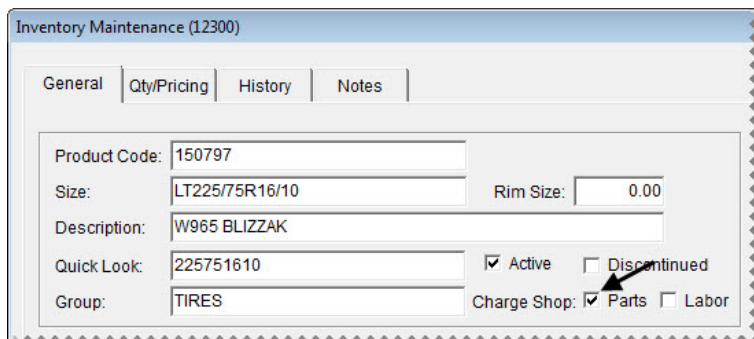 Inventory Maintenance (12300)
General Qty/Pricing History Notes
Product Code: 150797
Size: LT225/75R16/10 Rim Size: 0.00
Description: W965 BLIZZAK
Quick Look: 225751610 Active Discontinued
Group: TIRES Charge Shop: Parts Labor